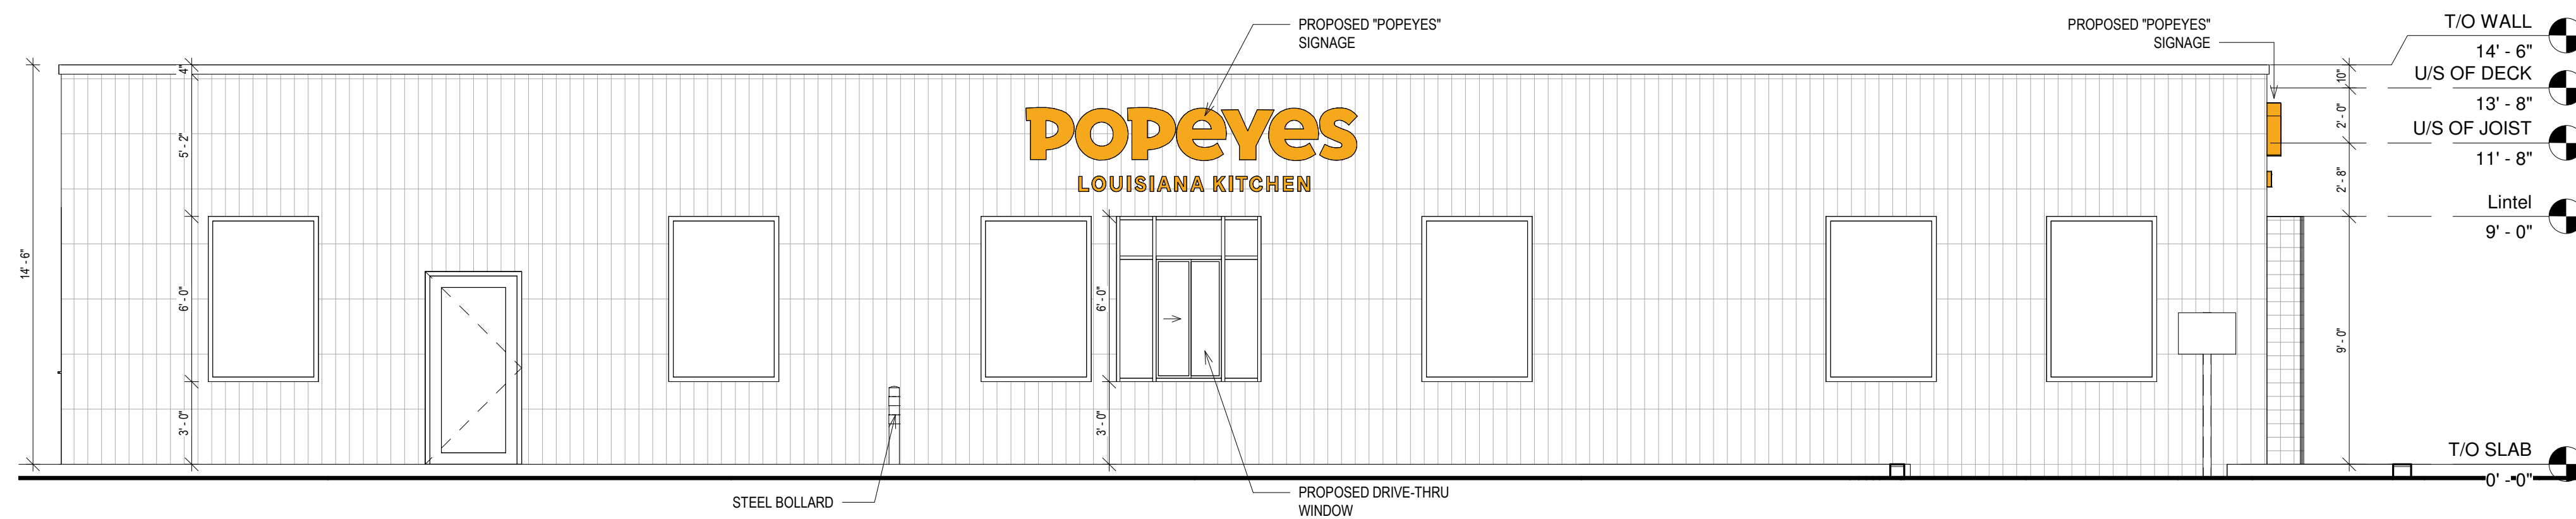 PROPOSED "POPEYES"
SIGNAGE
PROPOSED "POPEYES"
SIGNAGE
T/O WALL
14' - 6"
U/S OF DECK
13' - 8"
U/S OF JOIST
11' - 8"
Lintel
9' - 0"
T/O SLAB
0' - 0"
4"
5' - 2"
6' - 0"
3' - 0"
14' - 6"
POPEYES
LOUISIANA KITCHEN
6' - 0"
3' - 0"
10"
2' - 0"
2' - 8"
9' - 0"
STEEL BOLLARD
PROPOSED DRIVE-THRU
WINDOW